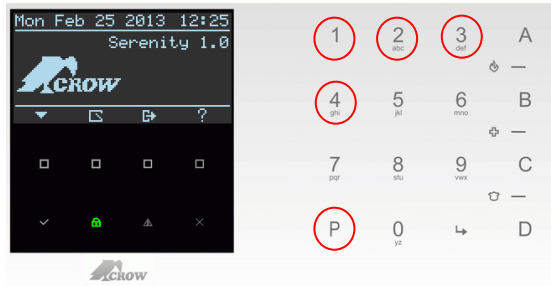 Mon Feb 25 2013 12:25
Serenity 1.0
CROW
?
1 2 3 A
abc def
4 5 6 B
ghi jkl mno
7 8 9 C
pqr stu vwx
P 0 D
yz
CROW